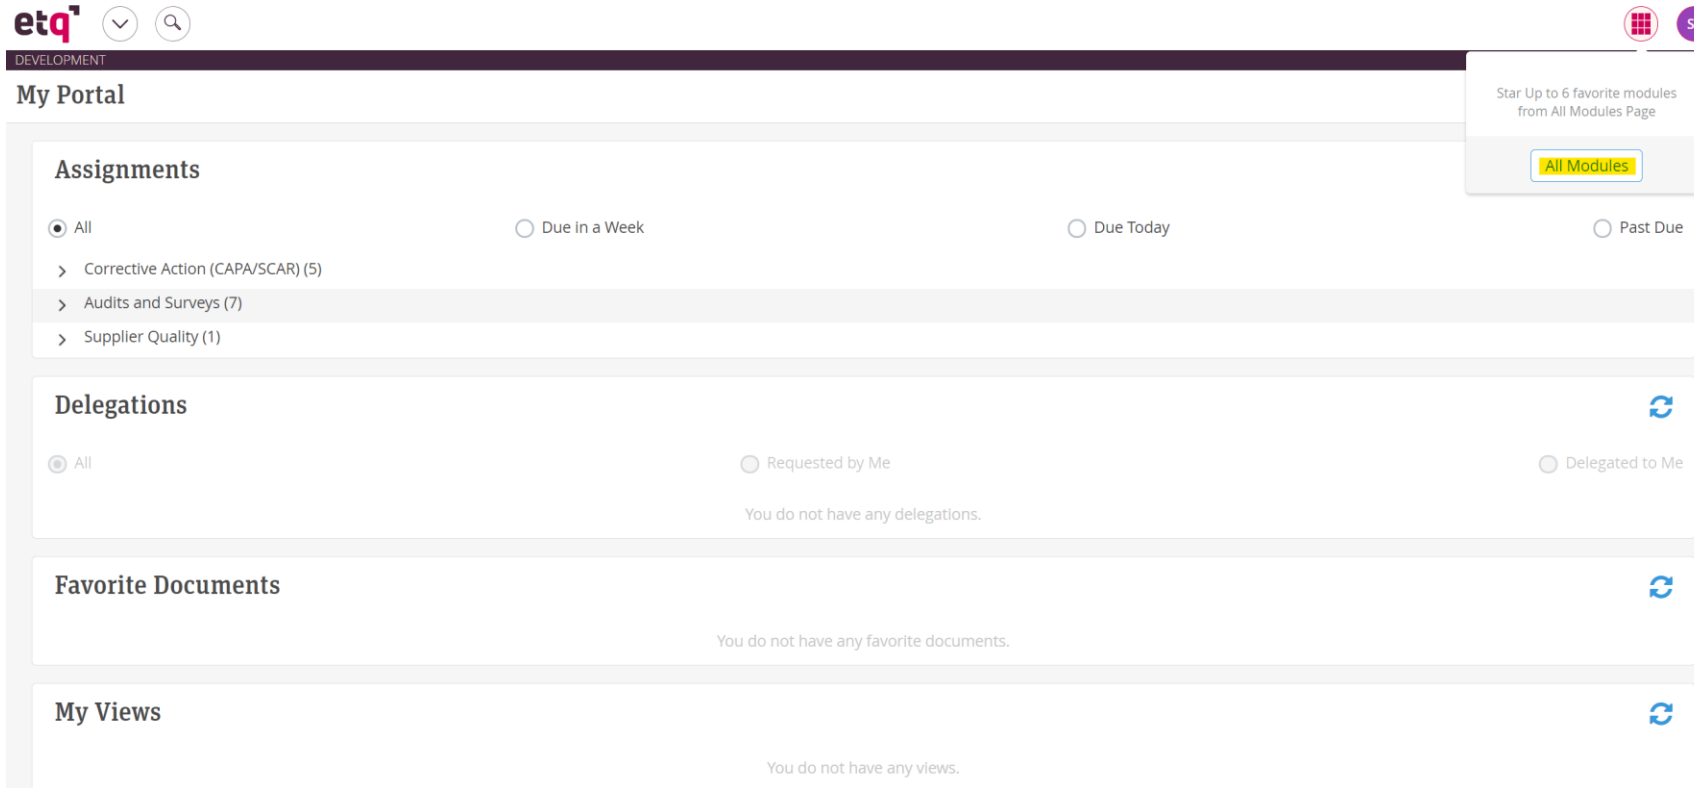 etq
S
DEVELOPMENT
My Portal
Star Up to 6 favorite modules
from All Modules Page
All Modules
Assignments
All
Due in a Week
Due Today
Past Due
Corrective Action (CAPA/SCAR) (5)
Audits and Surveys (7)
Supplier Quality (1)
Delegations
All
Requested by Me
Delegated to Me
You do not have any delegations.
Favorite Documents
You do not have any favorite documents.
My Views
You do not have any views.